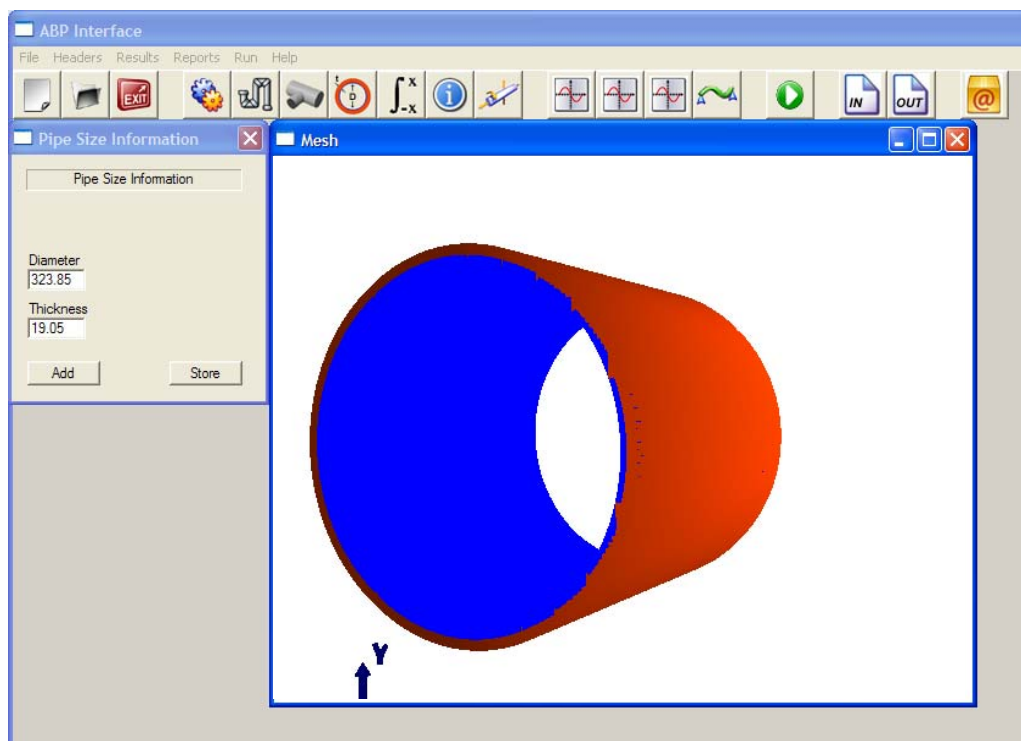 ABP Interface
File Headers Results Reports Run Help
EXIT t D ∫ x -x i IN OUT @
Pipe Size Information
Mesh
Pipe Size Information
Diameter
323.85
Thickness
19.05
Add Store
Y